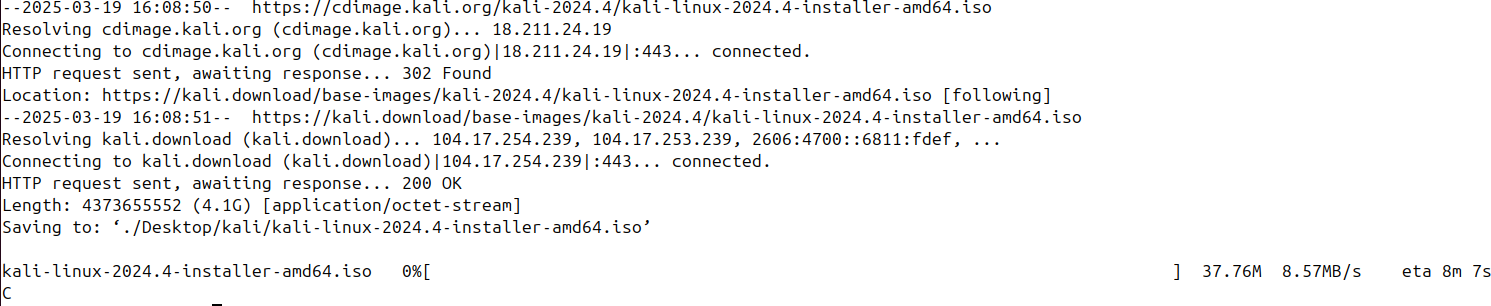 --2025-03-19 16:08:50--  https://cdimage.kali.org/kali-2024.4/kali-linux-2024.4-installer-amd64.iso
Resolving cdimage.kali.org (cdimage.kali.org)... 18.211.24.19
Connecting to cdimage.kali.org (cdimage.kali.org)|18.211.24.19|:443... connected.
HTTP request sent, awaiting response... 302 Found
Location: https://kali.download/base-images/kali-2024.4/kali-linux-2024.4-installer-amd64.iso [following]
--2025-03-19 16:08:51--  https://kali.download/base-images/kali-2024.4/kali-linux-2024.4-installer-amd64.iso
Resolving kali.download (kali.download)... 104.17.254.239, 104.17.253.239, 2606:4700::6811:fdef, ...
Connecting to kali.download (kali.download)|104.17.254.239|:443... connected.
HTTP request sent, awaiting response... 200 OK
Length: 4373655552 (4.1G) [application/octet-stream]
Saving to: ‘./Desktop/kali/kali-linux-2024.4-installer-amd64.iso’
kali-linux-2024.4-installer-amd64.iso   0%[                    ]  37.76M  8.57MB/s    eta 8m 7s
C